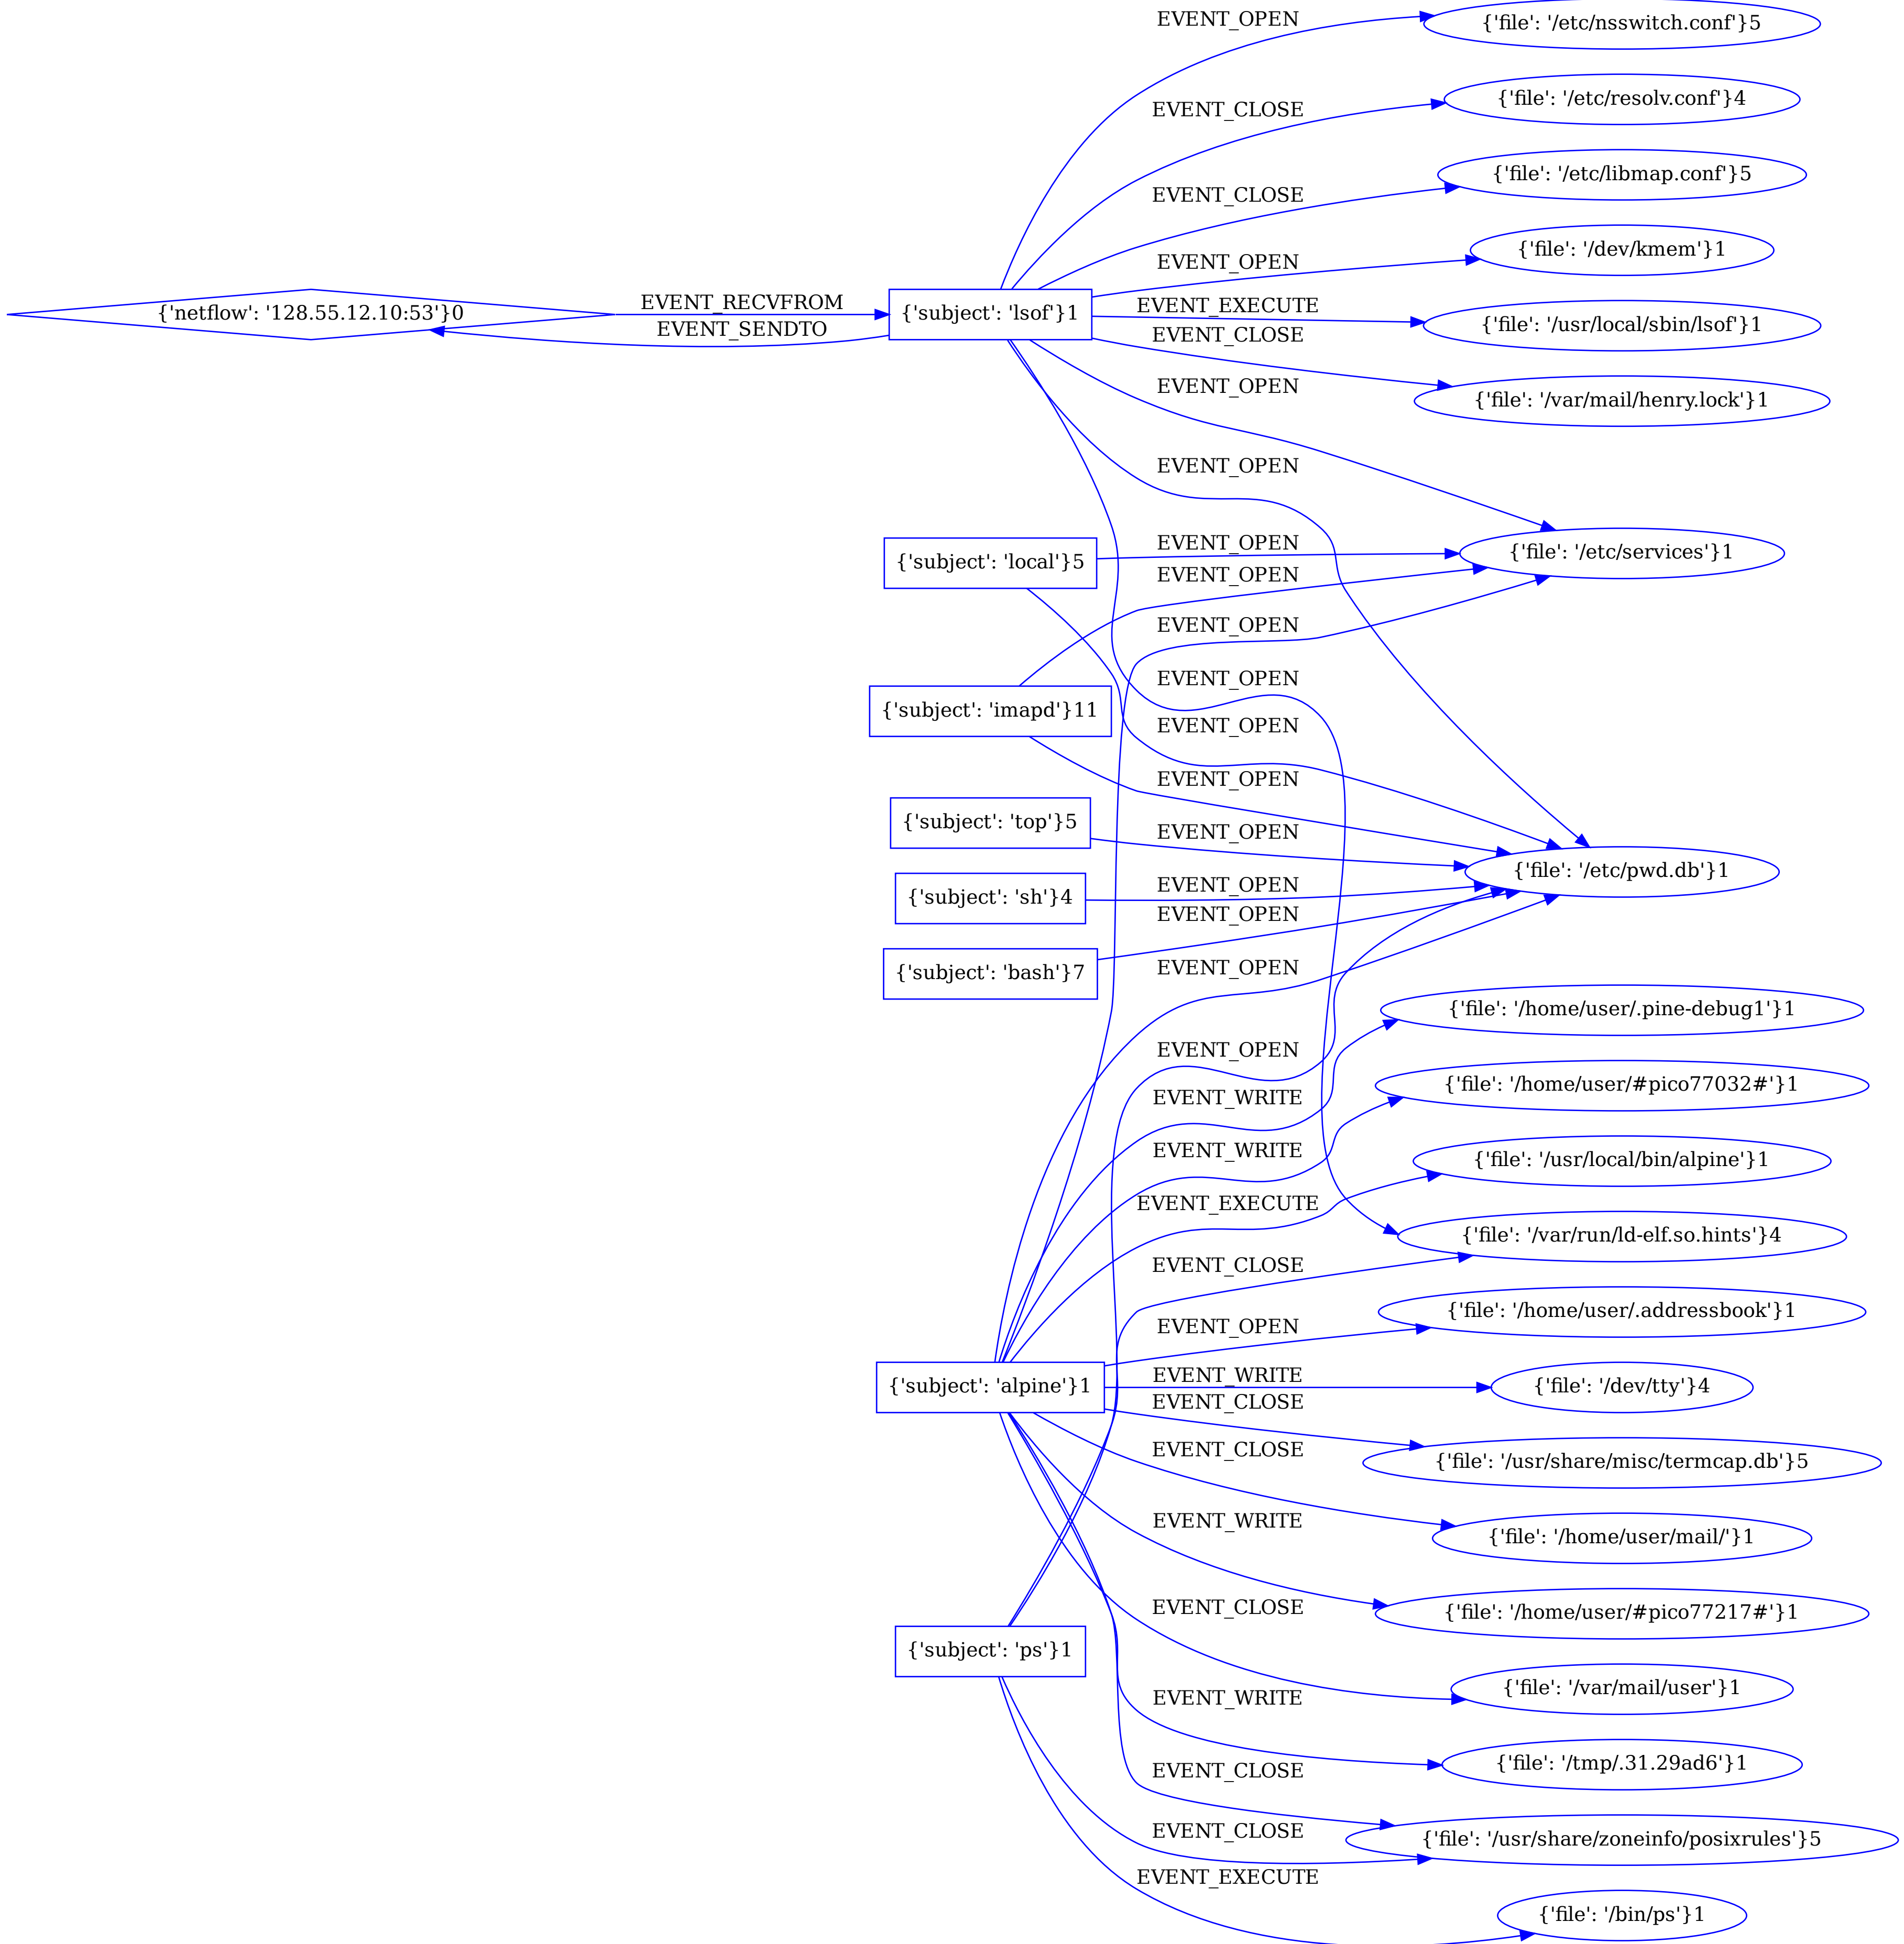 EVENT_OPEN
{'file': '/etc/nsswitch.conf'}5
EVENT_CLOSE
{'file': '/etc/resolv.conf'}4
EVENT_CLOSE
{'file': '/etc/libmap.conf'}5
EVENT_OPEN
{'file': '/dev/kmem'}1
{'netflow': '128.55.12.10:53'}0
EVENT_RECVFROM
EVENT_SENDTO
{'subject': 'lsof'}1
EVENT_EXECUTE
{'file': '/usr/local/sbin/lsof'}1
EVENT_CLOSE
{'file': '/var/mail/henry.lock'}1
EVENT_OPEN
EVENT_OPEN
{'subject': 'local'}5
EVENT_OPEN
{'file': '/etc/services'}1
EVENT_OPEN
EVENT_OPEN
EVENT_OPEN
{'subject': 'imapd'}11
EVENT_OPEN
EVENT_OPEN
{'subject': 'top'}5
EVENT_OPEN
{'file': '/etc/pwd.db'}1
{'subject': 'sh'}4
EVENT_OPEN
EVENT_OPEN
{'subject': 'bash'}7
EVENT_OPEN
{'file': '/home/user/.pine-debug1'}1
EVENT_OPEN
EVENT_WRITE
{'file': '/home/user/#pico77032#'}1
EVENT_WRITE
{'file': '/usr/local/bin/alpine'}1
EVENT_EXECUTE
{'file': '/var/run/ld-elf.so.hints'}4
EVENT_CLOSE
{'file': '/home/user/.addressbook'}1
EVENT_OPEN
{'subject': 'alpine'}1
EVENT_WRITE
{'file': '/dev/tty'}4
EVENT_CLOSE
{'file': '/usr/share/misc/termcap.db'}5
EVENT_CLOSE
{'file': '/home/user/mail/'}1
EVENT_WRITE
{'file': '/home/user/#pico77217#'}1
EVENT_CLOSE
{'subject': 'ps'}1
{'file': '/var/mail/user'}1
EVENT_WRITE
{'file': '/tmp/.31.29ad6'}1
EVENT_CLOSE
EVENT_CLOSE
{'file': '/usr/share/zoneinfo/posixrules'}5
EVENT_EXECUTE
{'file': '/bin/ps'}1